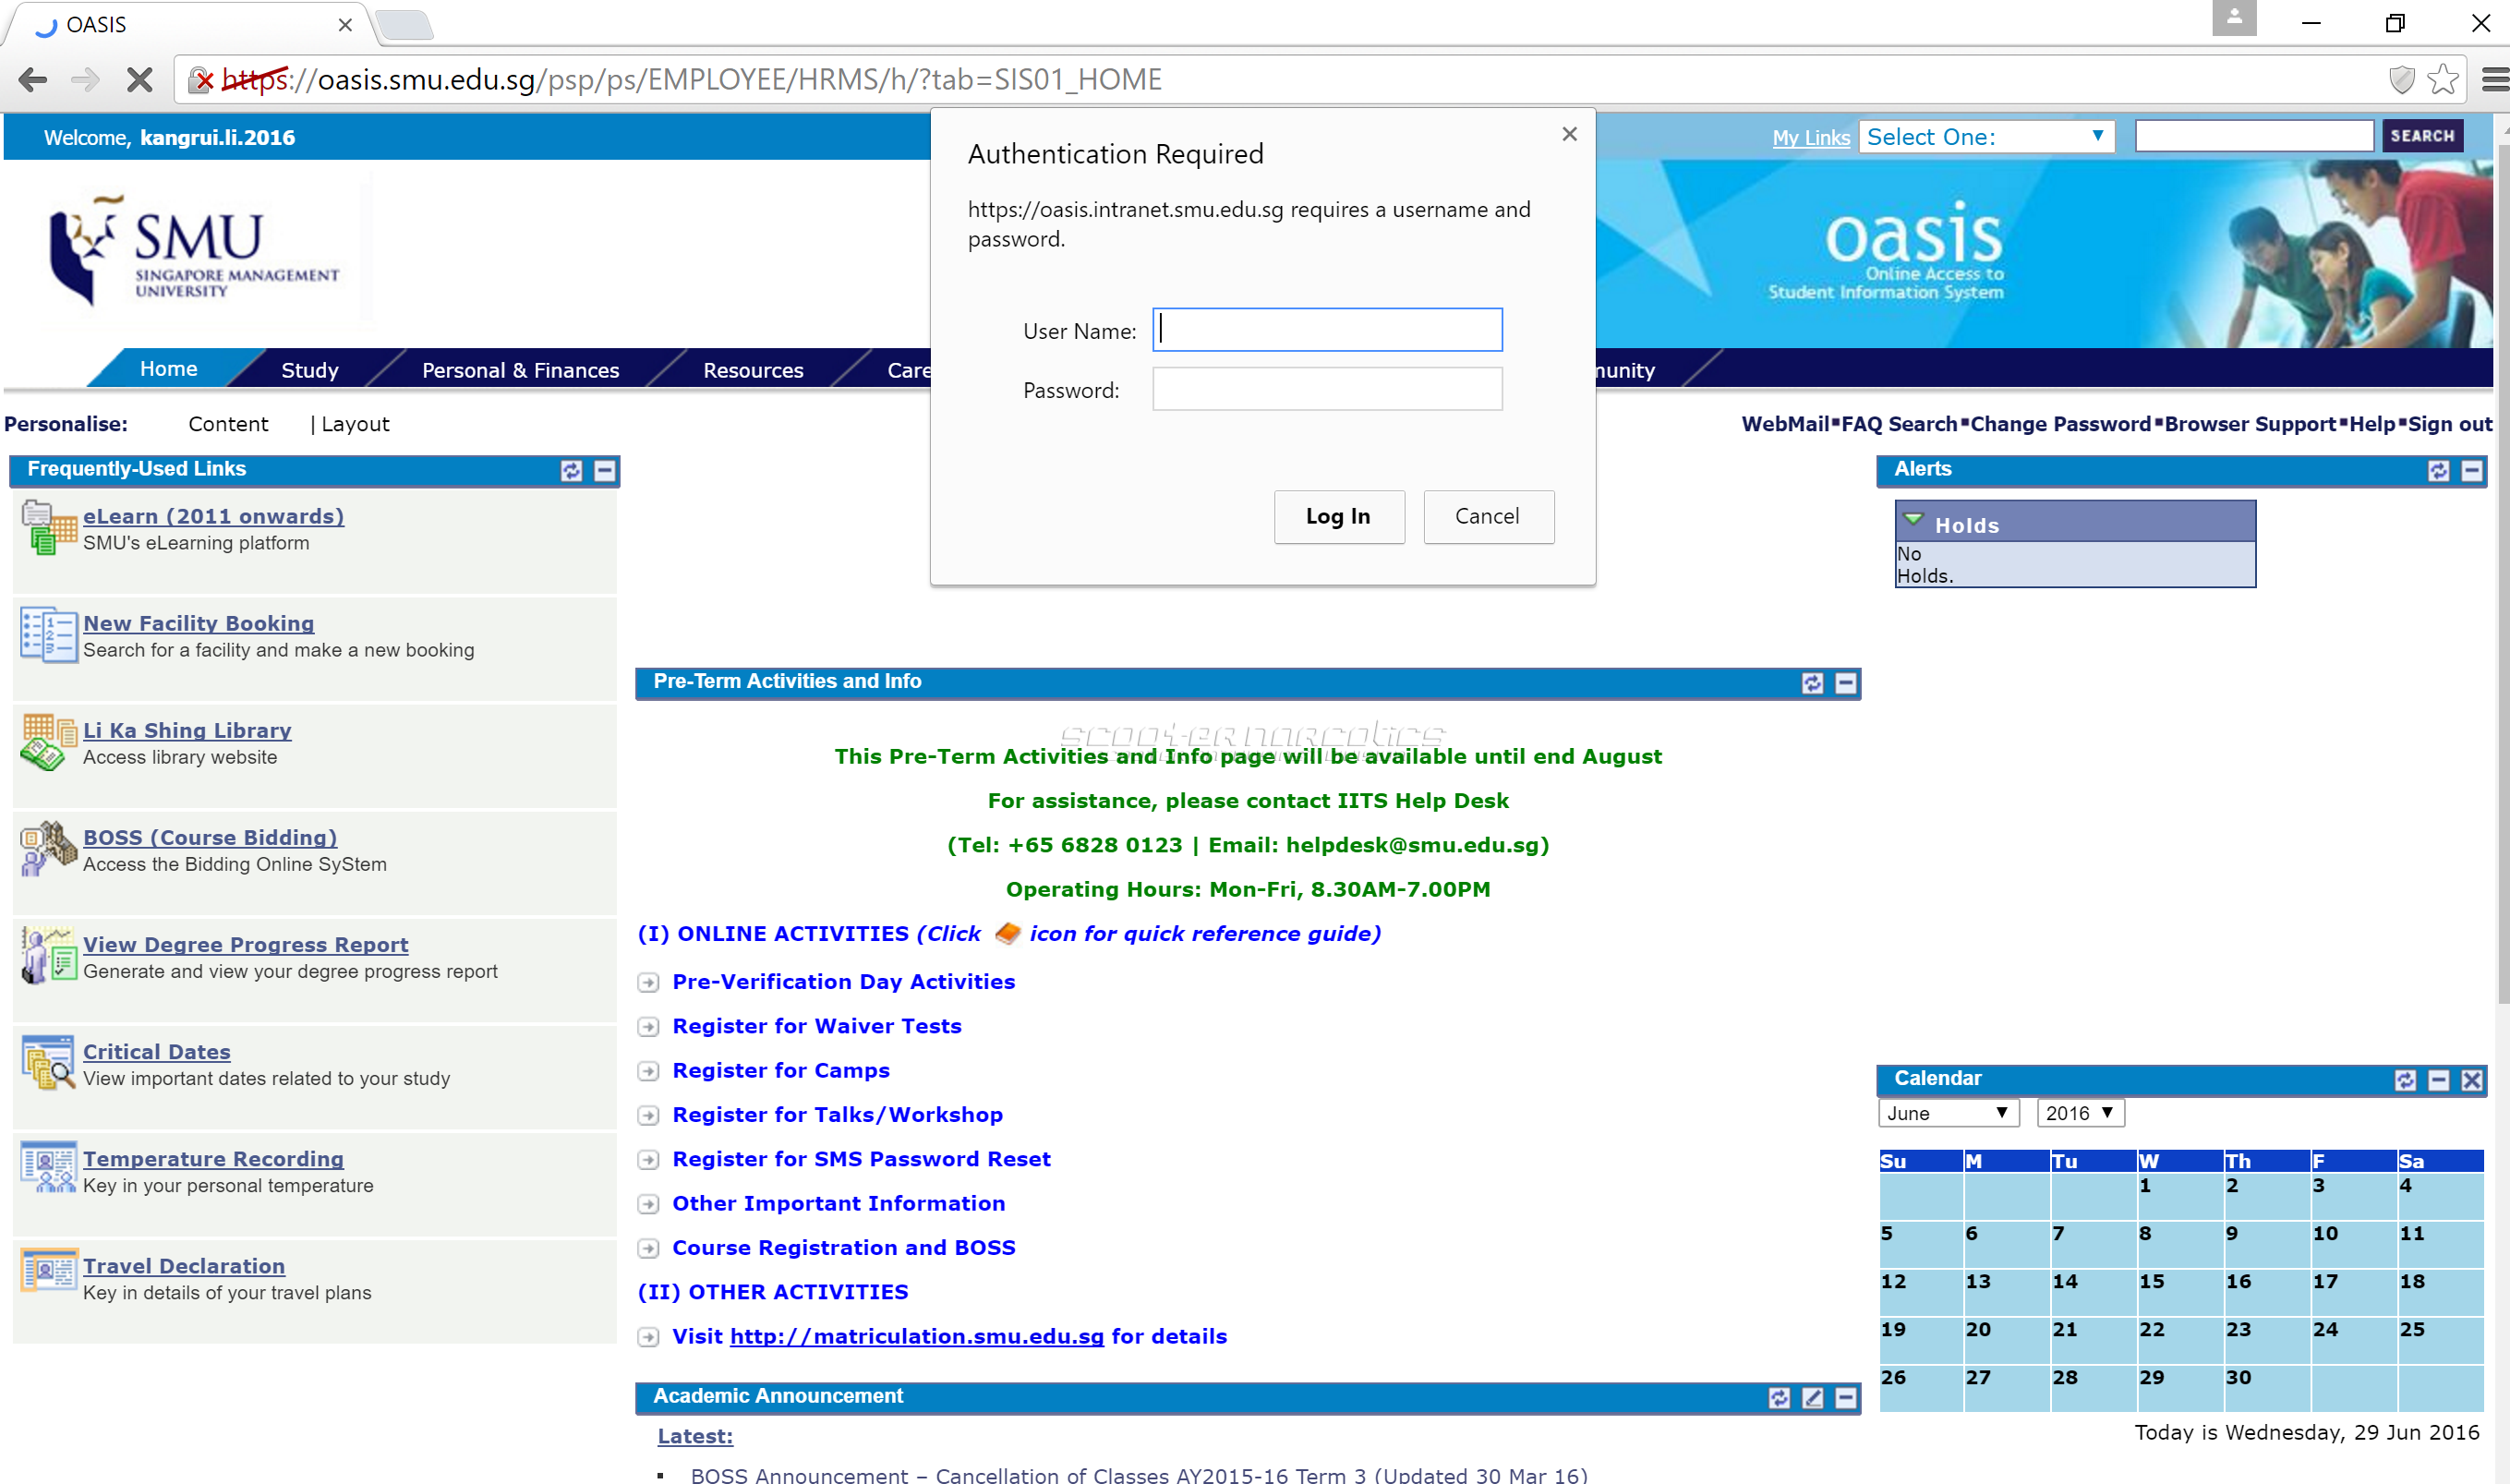 OASIS
https://oasis.smu.edu.sg/psp/ps/EMPLOYEE/HRMS/h/?tab=SIS01_HOME
Welcome, kangrui.li.2016
My Links Select One: SEARCH
Authentication Required
https://oasis.intranet.smu.edu.sg requires a username and
password.
User Name:
Password:
Log In Cancel
SMU
SINGAPORE MANAGEMENT
UNIVERSITY
oasis
Online Access to
Student Information System
Home Study Personal & Finances Resources Care munity
Personalise: Content | Layout
WebMail FAQ Search Change Password Browser Support Help Sign out
Frequently-Used Links
eLearn (2011 onwards)
SMU's eLearning platform
New Facility Booking
Search for a facility and make a new booking
Li Ka Shing Library
Access library website
BOSS (Course Bidding)
Access the Bidding Online SyStem
View Degree Progress Report
Generate and view your degree progress report
Critical Dates
View important dates related to your study
Temperature Recording
Key in your personal temperature
Travel Declaration
Key in details of your travel plans
Pre-Term Activities and Info
scooternarcotics
This Pre-Term Activities and Info page will be available until end August
For assistance, please contact IITS Help Desk
(Tel: +65 6828 0123 | Email: helpdesk@smu.edu.sg)
Operating Hours: Mon-Fri, 8.30AM-7.00PM
(I) ONLINE ACTIVITIES (Click icon for quick reference guide)
Pre-Verification Day Activities
Register for Waiver Tests
Register for Camps
Register for Talks/Workshop
Register for SMS Password Reset
Other Important Information
Course Registration and BOSS
(II) OTHER ACTIVITIES
Visit http://matriculation.smu.edu.sg for details
Academic Announcement
Latest:
▪ BOSS Announcement – Cancellation of Classes AY2015-16 Term 3 (Updated 30 Mar 16)
Alerts
Holds
No
Holds.
Calendar
June 2016
Su M Tu W Th F Sa
1 2 3 4
5 6 7 8 9 10 11
12 13 14 15 16 17 18
19 20 21 22 23 24 25
26 27 28 29 30
Today is Wednesday, 29 Jun 2016